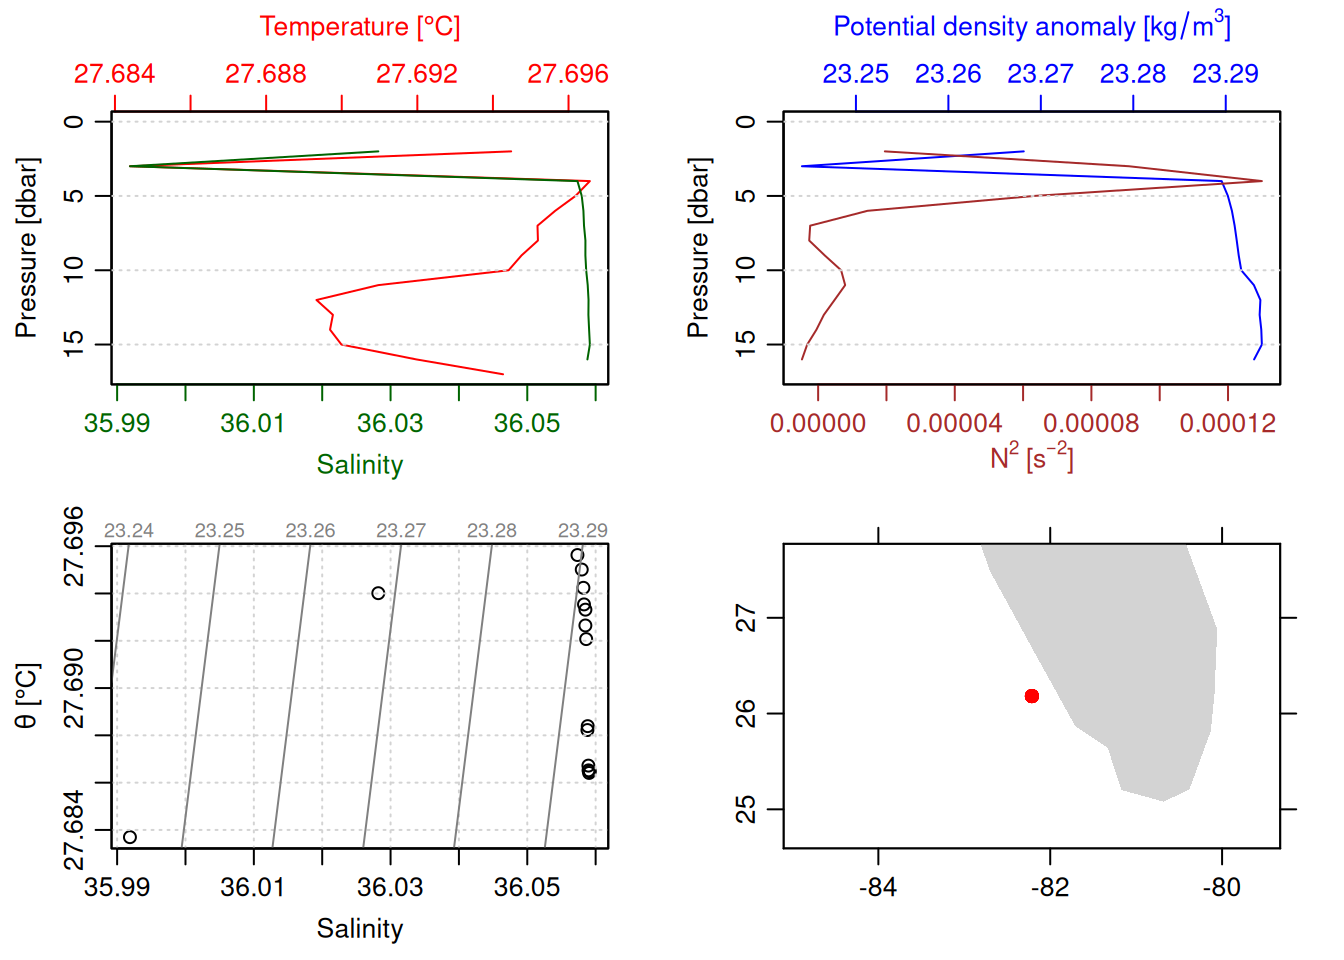 Temperature [°C]
27.684 27.688 27.692 27.696
Pressure [dbar]
0
5
10
15
35.99 36.01 36.03 36.05
Salinity
Potential density anomaly [kg/m³]
23.25 23.26 23.27 23.28 23.29
Pressure [dbar]
0
5
10
15
0.00000 0.00004 0.00008 0.00012
N² [s⁻²]
23.24 23.25 23.26 23.27 23.28 23.29
θ [°C]
27.696
27.690
27.684
35.99 36.01 36.03 36.05
Salinity
27
26
25
-84 -82 -80